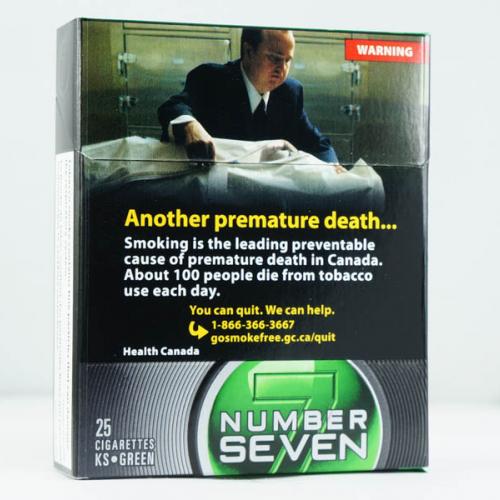 WARNING
Another premature death...
Smoking is the leading preventable
cause of premature death in Canada.
About 100 people die from tobacco
use each day.
You can quit. We can help.
1-866-366-3667
gosmokefree.gc.ca/quit
Health Canada
7
NUMBER
SEVEN
25
CIGARETTES
KS•GREEN